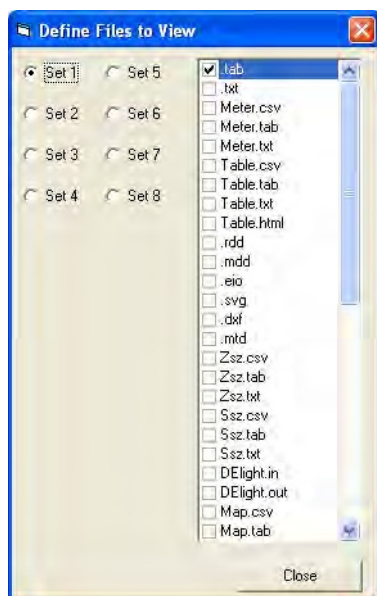 Define Files to View
Set 1
Set 5
Set 2
Set 6
Set 3
Set 7
Set 4
Set 8
.tab
.txt
Meter.csv
Meter.tab
Meter.txt
Table.csv
Table.tab
Table.txt
Table.html
.rdd
.mdd
.eio
.svg
.dxf
.mtd
Zsz.csv
Zsz.tab
Zsz.txt
Ssz.csv
Ssz.tab
Ssz.txt
DElight.in
DElight.out
Map.csv
Map.tab
Close